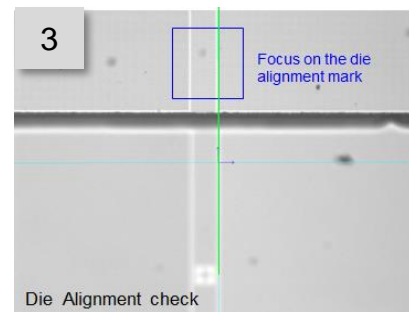 3
Focus on the die
alignment mark
Die Alignment check